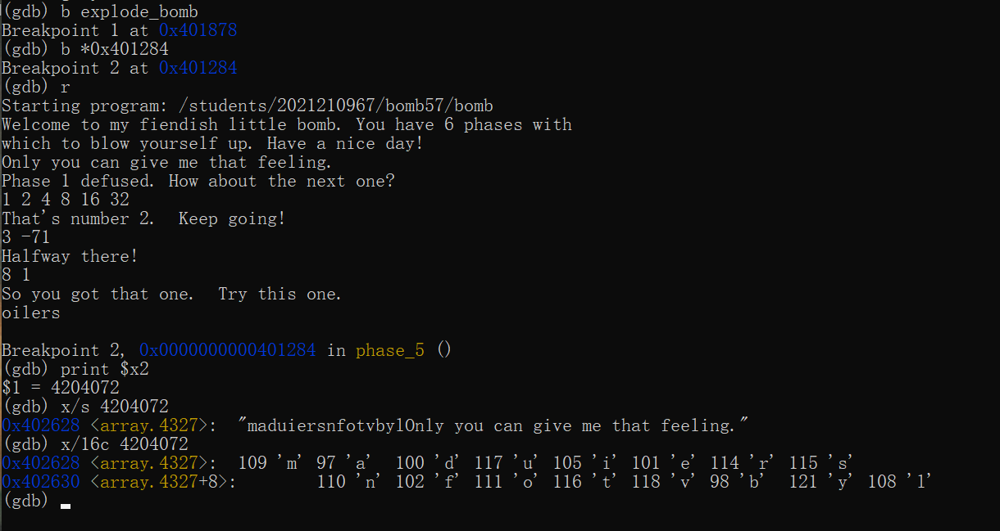 (gdb) b explode_bomb
Breakpoint 1 at 0x401878
(gdb) b *0x401284
Breakpoint 2 at 0x401284
(gdb) r
Starting program: /students/2021210967/bomb57/bomb
Welcome to my fiendish little bomb. You have 6 phases with
which to blow yourself up. Have a nice day!
Only you can give me that feeling.
Phase 1 defused. How about the next one?
1 2 4 8 16 32
That's number 2.  Keep going!
3 -71
Halfway there!
8 1
So you got that one.  Try this one.
oilers
Breakpoint 2, 0x0000000000401284 in phase_5 ()
(gdb) print $x2
$1 = 4204072
(gdb) x/s 4204072
0x402628 <array.4327>:  "maduiersnfotvbylOnly you can give me that feeling."
(gdb) x/16c 4204072
0x402628 <array.4327>:  109 'm' 97 'a'  100 'd' 117 'u' 105 'i' 101 'e' 114 'r' 115 's'
0x402630 <array.4327+8>:        110 'n' 102 'f' 111 'o' 116 't' 118 'v' 98 'b'  121 'y' 108 'l'
(gdb)